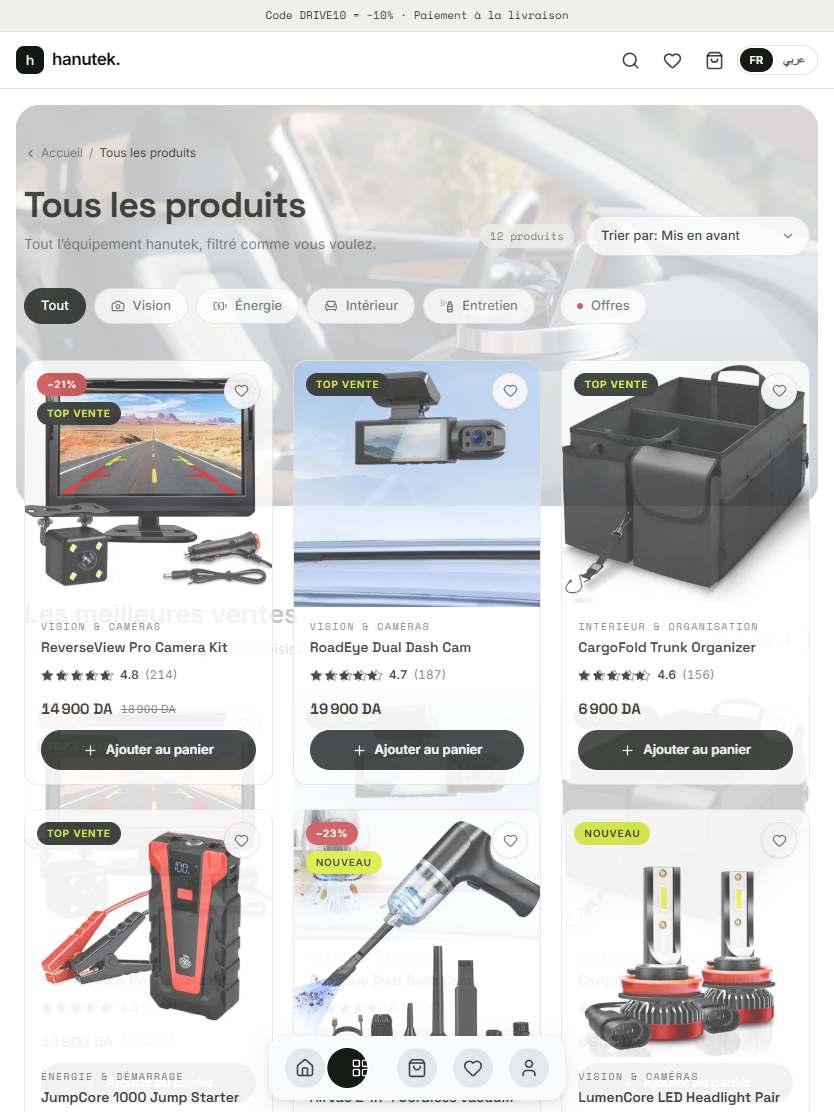 Code DRIVE10 = −10% · Paiement à la livraison
h hanutek.
FR عربي
Accueil / Tous les produits
Tous les produits
Tout l'équipement hanutek, filtré comme vous voulez.
12 produits
Trier par: Mis en avant
Tout Vision Énergie Intérieur Entretien Offres
−21%
TOP VENTE
TOP VENTE
TOP VENTE
Les meilleures ventes
VISION & CAMÉRAS
ReverseView Pro Camera Kit
4.8 (214)
14 900 DA 18 900 DA
+ Ajouter au panier
VISION & CAMÉRAS
RoadEye Dual Dash Cam
4.7 (187)
19 900 DA
+ Ajouter au panier
INTÉRIEUR & ORGANISATION
CargoFold Trunk Organizer
4.6 (156)
6 900 DA
+ Ajouter au panier
TOP VENTE
−23%
NOUVEAU
NOUVEAU
ÉNERGIE & DÉMARRAGE
JumpCore 1000 Jump Starter
VISION & CAMÉRAS
LumenCore LED Headlight Pair